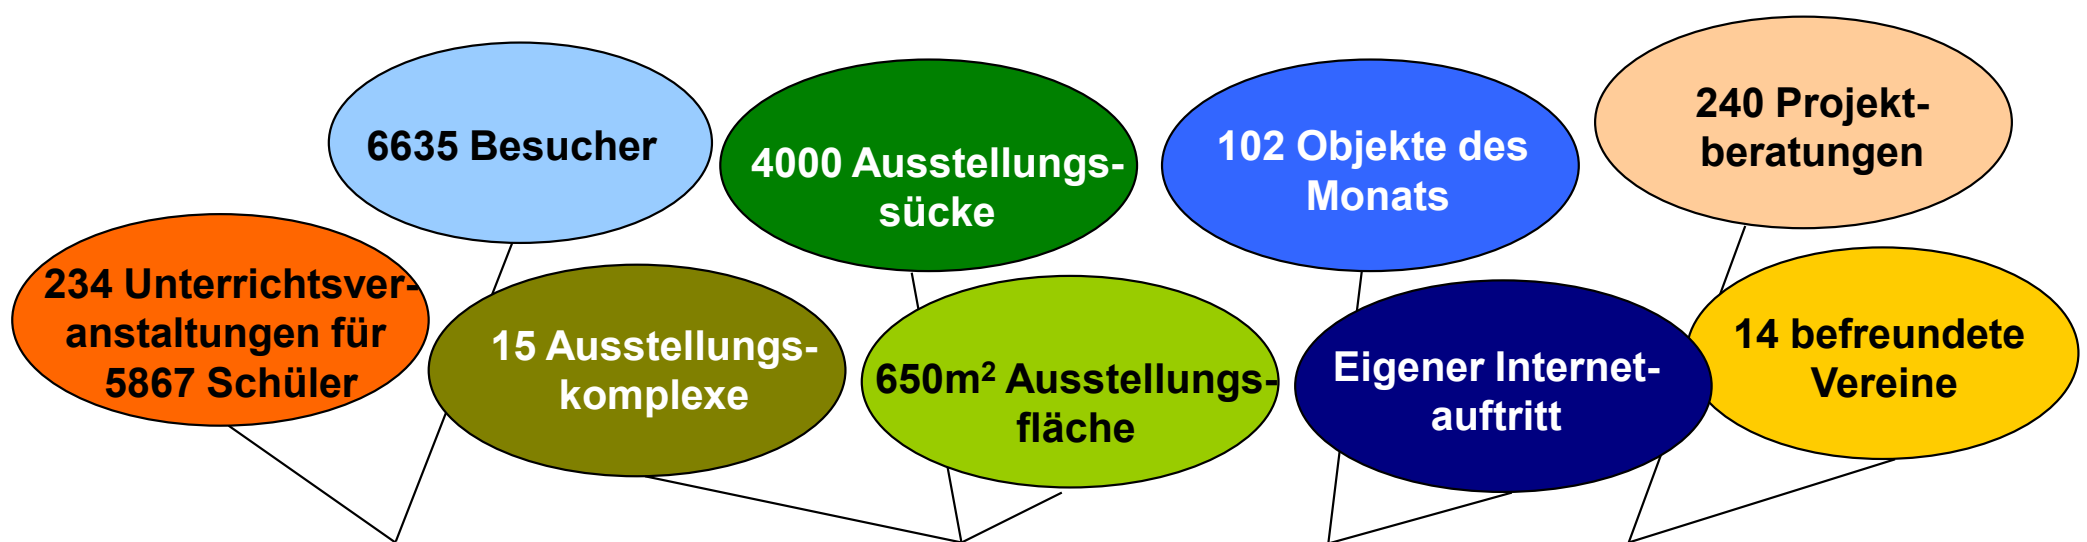 234 Unterrichtsver-
anstaltungen für
5867 Schüler
6635 Besucher
15 Ausstellungs-
komplexe
4000 Ausstellungs-
sücke
650m² Ausstellungs-
fläche
102 Objekte des
Monats
Eigener Internet-
auftritt
240 Projekt-
beratungen
14 befreundete
Vereine